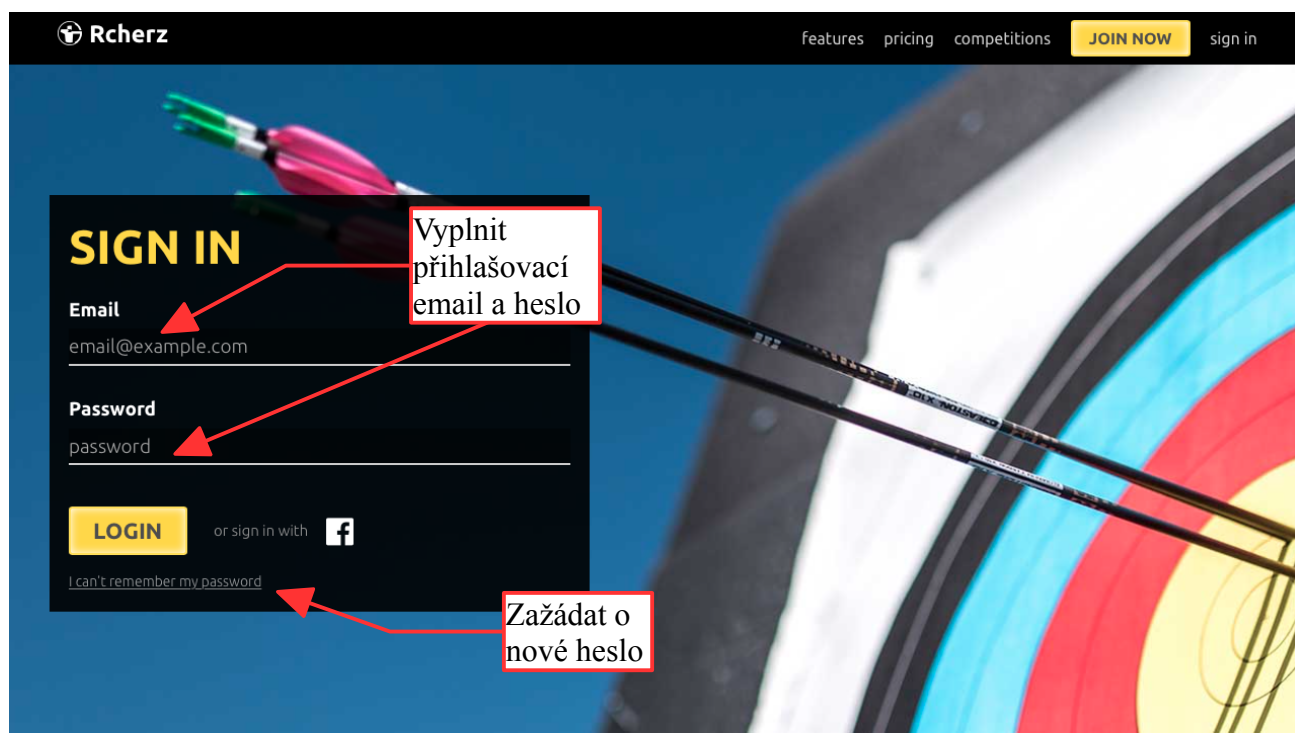 Rcherz
features pricing competitions JOIN NOW sign in
SIGN IN
Vyplnit
přihlašovací
email a heslo
Email
email@example.com
Password
password
LOGIN or sign in with
I can't remember my password
Zažádat o
nové heslo